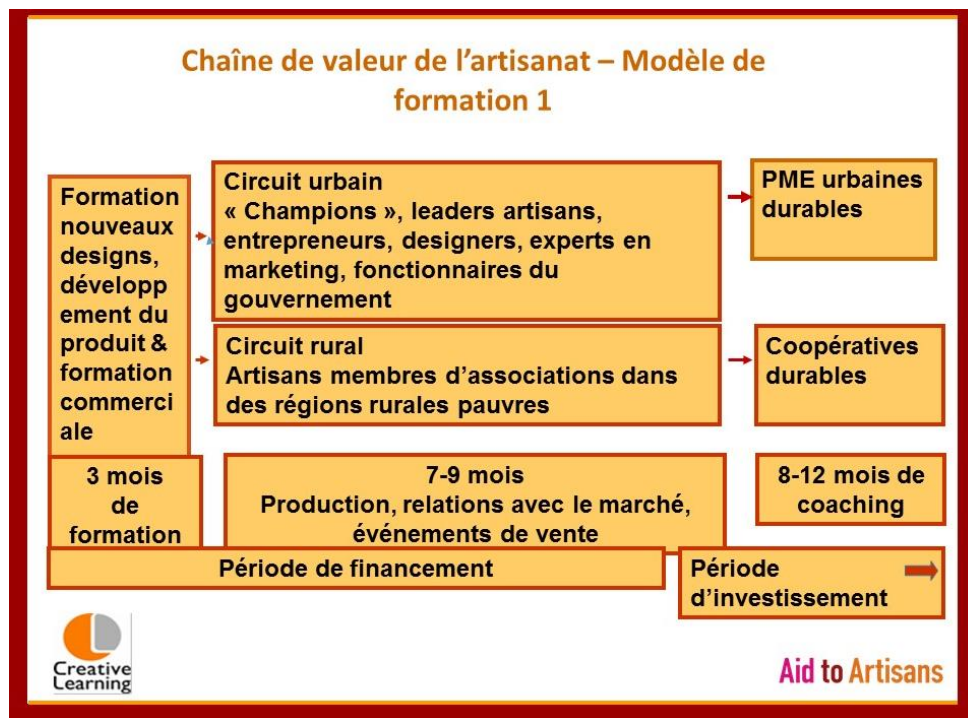 Chaîne de valeur de l’artisanat – Modèle de
formation 1
Formation
nouveaux
designs,
développ
ement du
produit &
formation
commerci
ale
Circuit urbain
« Champions », leaders artisans,
entrepreneurs, designers, experts en
marketing, fonctionnaires du
gouvernement
PME urbaines
durables
Circuit rural
Artisans membres d’associations dans
des régions rurales pauvres
Coopératives
durables
3 mois
de
formation
7-9 mois
Production, relations avec le marché,
événements de vente
8-12 mois de
coaching
Période de financement
Période
d’investissement
Creative
Learning
Aid to Artisans